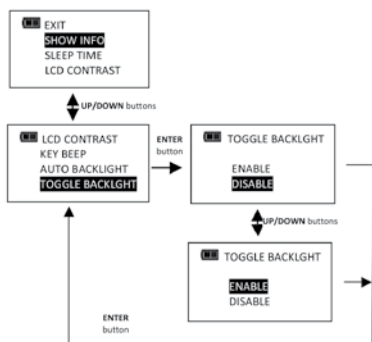 EXIT
SHOW INFO
SLEEP TIME
LCD CONTRAST
UP/DOWN buttons
LCD CONTRAST
KEY BEEP
AUTO BACKLIGHT
TOGGLE BACKLGHT
ENTER
button
TOGGLE BACKLGHT
ENABLE
DISABLE
UP/DOWN buttons
TOGGLE BACKLGHT
ENABLE
DISABLE
ENTER
button